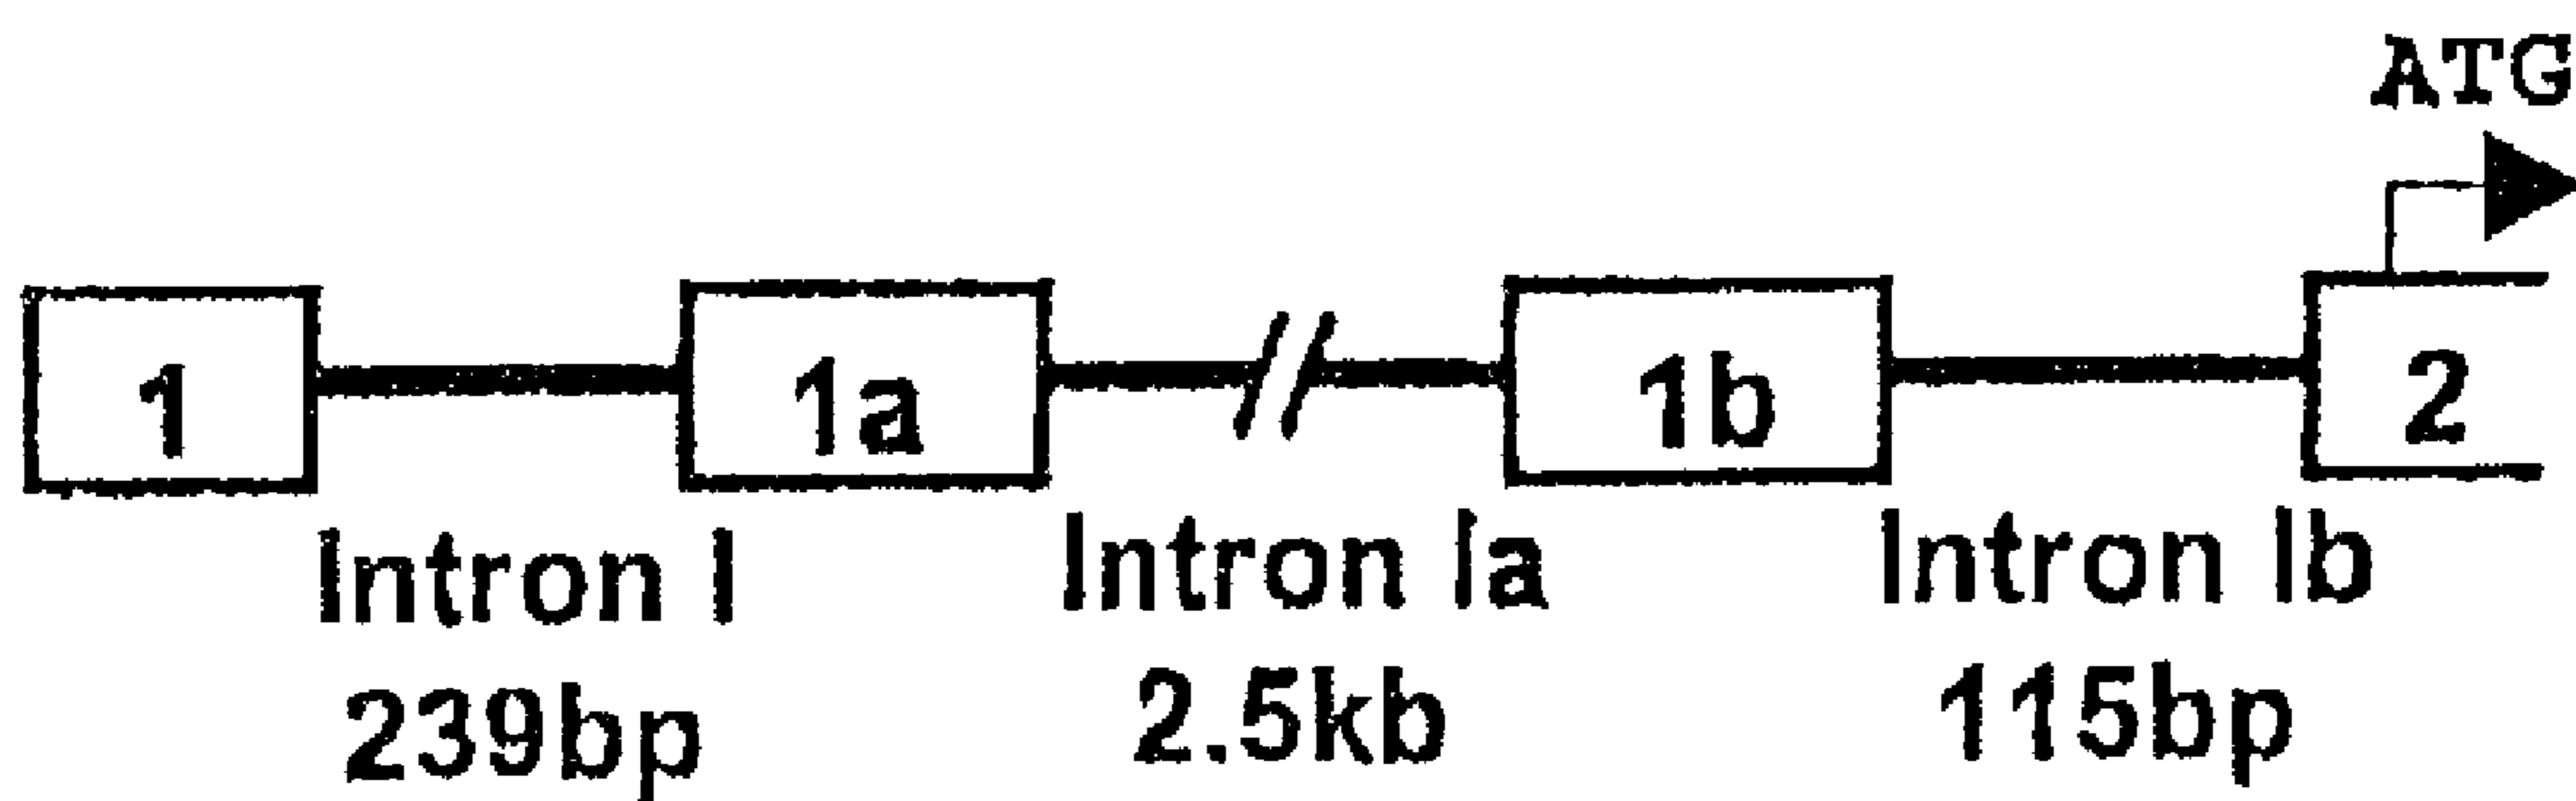 ATG
1 1a 1b 2
Intron I Intron Ia Intron Ib
239bp 2.5kb 115bp